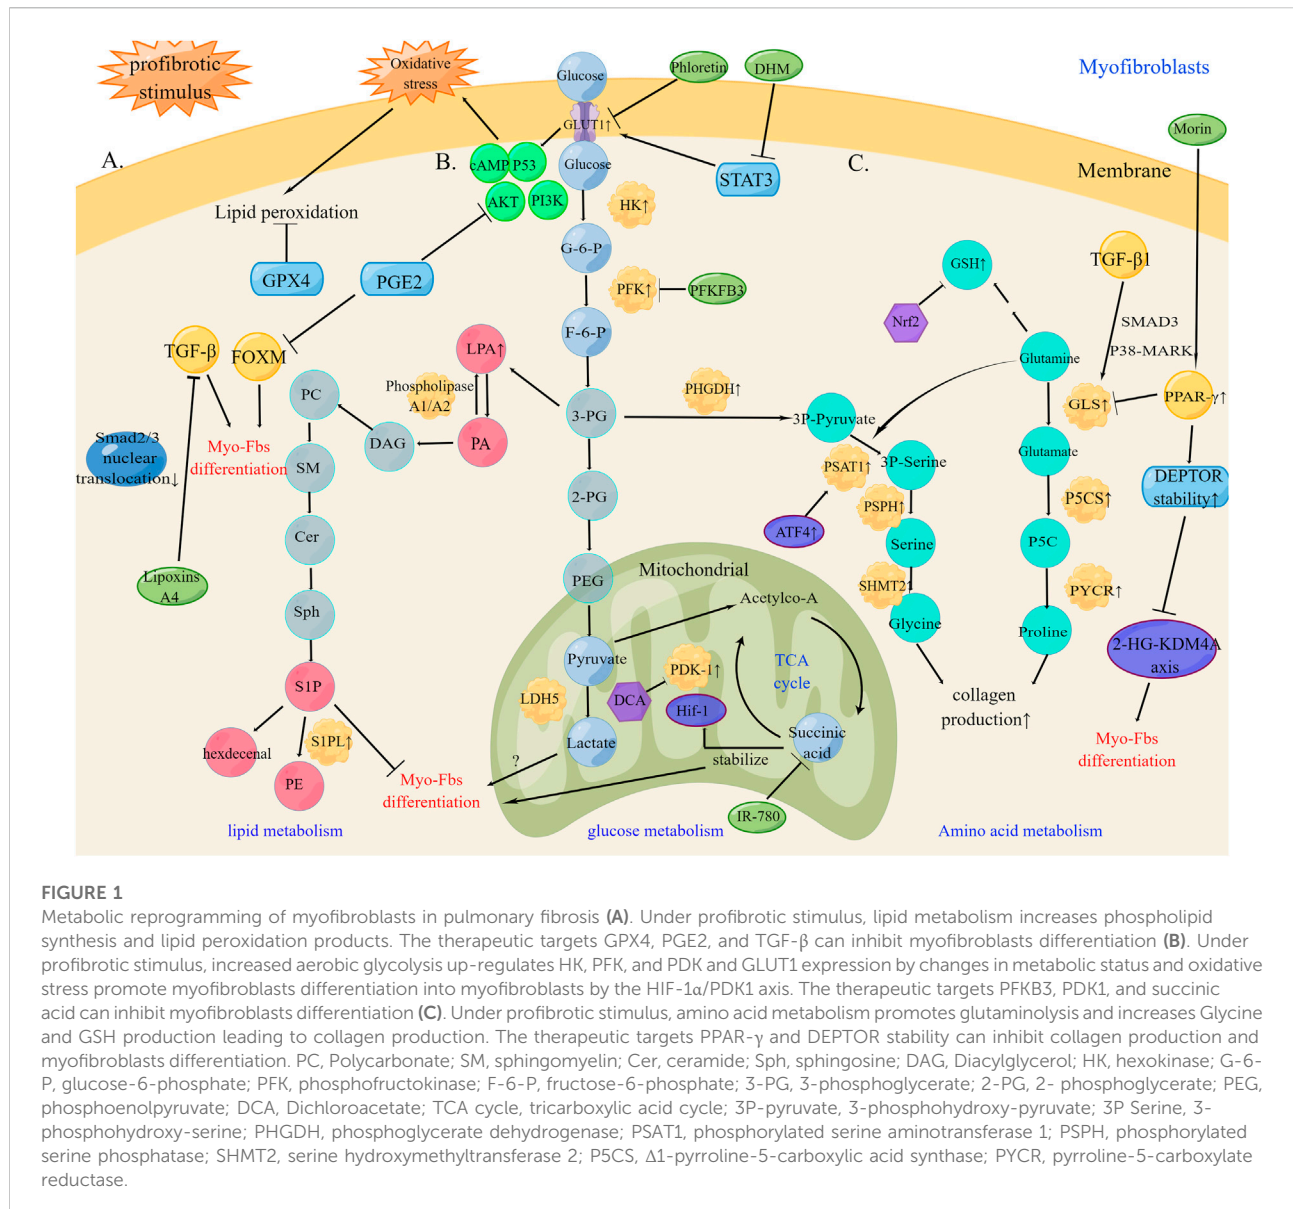 profibrotic
stimulus
Oxidative
stress
Glucose
Phloretin
DHM
Myofibroblasts
GLUT1↑
Morin
A.
B.
cAMP
P53
Glucose
STAT3
C.
Membrane
AKT
PI3K
HK↑
Lipid peroxidation
G-6-P
GPX4
PGE2
PFK↑
PFKFB3
GSH↑
TGF-β1
Nrf2
SMAD3
P38-MARK
F-6-P
TGF-β
FOXM
LPA↑
Glutamine
Phospholipase
A1/A2
PC
PHGDH↑
GLS↑
PPAR-γ↑
3-PG
3P-Pyruvate
DAG
PA
Smad2/3
nuclear
translocation↓
Myo-Fbs
differentiation
SM
PSAT1↑
3P-Serine
Glutamate
DEPTOR
stability↑
2-PG
PSPH↑
P5CS↑
ATF4↑
Cer
Serine
P5C
Mitochondrial
PEG
Lipoxins
A4
Acetylco-A
SHMT2↑
PYCR↑
Sph
Glycine
Proline
2-HG-KDM4A
axis
Pyruvate
PDK-1↑
TCA
cycle
S1P
LDH5
DCA
Hif-1
collagen
production↑
hexdecenal
S1PL↑
Lactate
Succinic
acid
Myo-Fbs
differentiation
?
stabilize
PE
Myo-Fbs
differentiation
IR-780
lipid metabolism
glucose metabolism
Amino acid metabolism
FIGURE 1
Metabolic reprogramming of myofibroblasts in pulmonary fibrosis (A). Under profibrotic stimulus, lipid metabolism increases phospholipid
synthesis and lipid peroxidation products. The therapeutic targets GPX4, PGE2, and TGF-β can inhibit myofibroblasts differentiation (B). Under
profibrotic stimulus, increased aerobic glycolysis up-regulates HK, PFK, and PDK and GLUT1 expression by changes in metabolic status and oxidative
stress promote myofibroblasts differentiation into myofibroblasts by the HIF-1α/PDK1 axis. The therapeutic targets PFKB3, PDK1, and succinic
acid can inhibit myofibroblasts differentiation (C). Under profibrotic stimulus, amino acid metabolism promotes glutaminolysis and increases Glycine
and GSH production leading to collagen production. The therapeutic targets PPAR-γ and DEPTOR stability can inhibit collagen production and
myofibroblasts differentiation. PC, Polycarbonate; SM, sphingomyelin; Cer, ceramide; Sph, sphingosine; DAG, Diacylglycerol; HK, hexokinase; G-6-
P, glucose-6-phosphate; PFK, phosphofructokinase; F-6-P, fructose-6-phosphate; 3-PG, 3-phosphoglycerate; 2-PG, 2- phosphoglycerate; PEG,
phosphoenolpyruvate; DCA, Dichloroacetate; TCA cycle, tricarboxylic acid cycle; 3P-pyruvate, 3-phosphohydroxy-pyruvate; 3P Serine, 3-
phosphohydroxy-serine; PHGDH, phosphoglycerate dehydrogenase; PSAT1, phosphorylated serine aminotransferase 1; PSPH, phosphorylated
serine phosphatase; SHMT2, serine hydroxymethyltransferase 2; P5CS, Δ1-pyrroline-5-carboxylic acid synthase; PYCR, pyrroline-5-carboxylate
reductase.